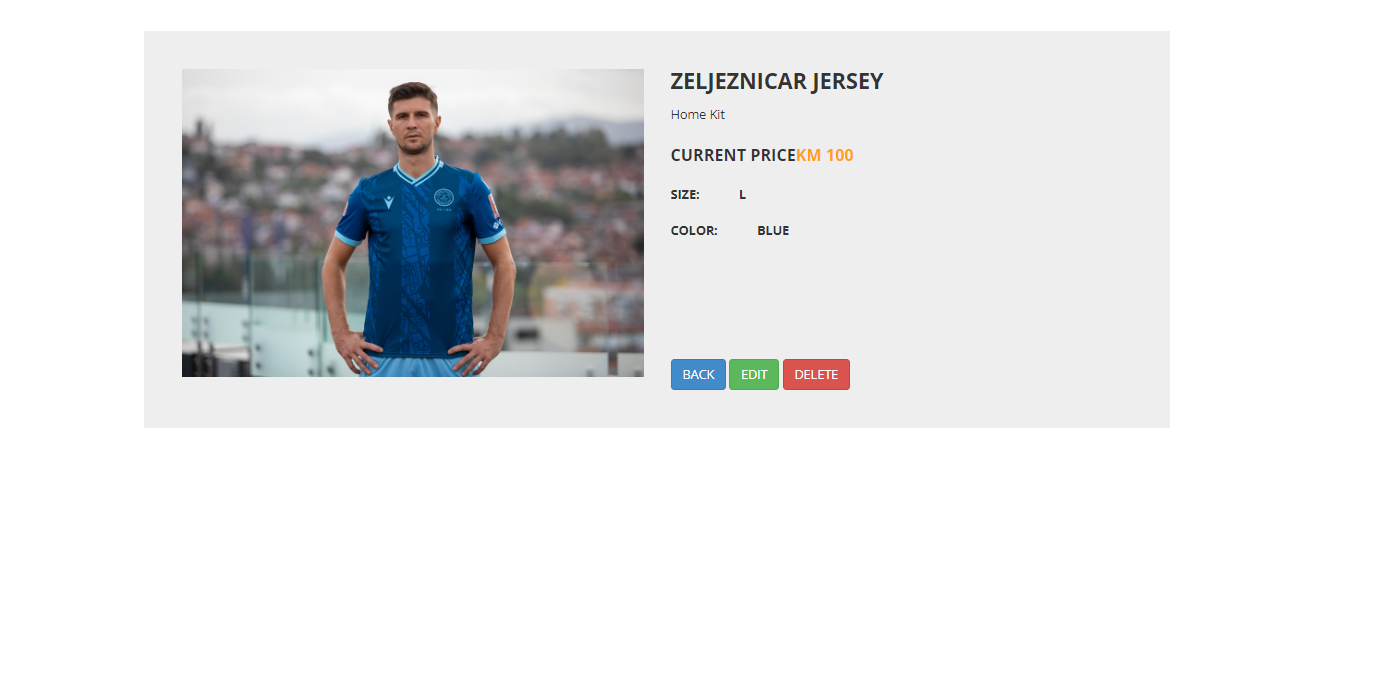 ZELJEZNICAR JERSEY
Home Kit
CURRENT PRICEKM 100
SIZE: L
COLOR: BLUE
BACK EDIT DELETE